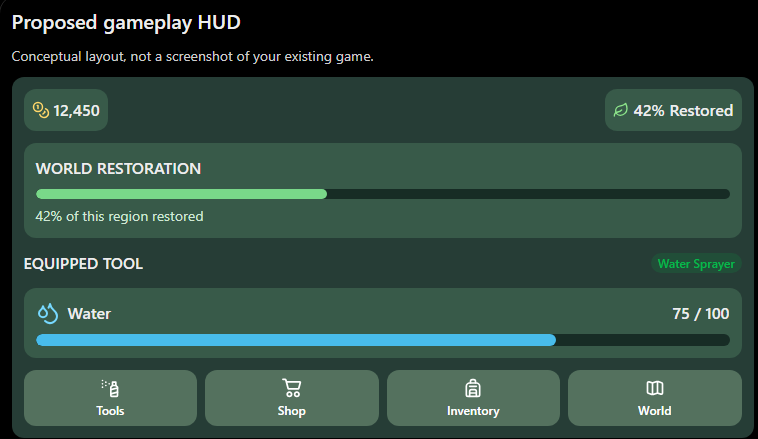 Proposed gameplay HUD
Conceptual layout, not a screenshot of your existing game.
12,450
42% Restored
WORLD RESTORATION
42% of this region restored
EQUIPPED TOOL
Water Sprayer
Water
75 / 100
Tools
Shop
Inventory
World